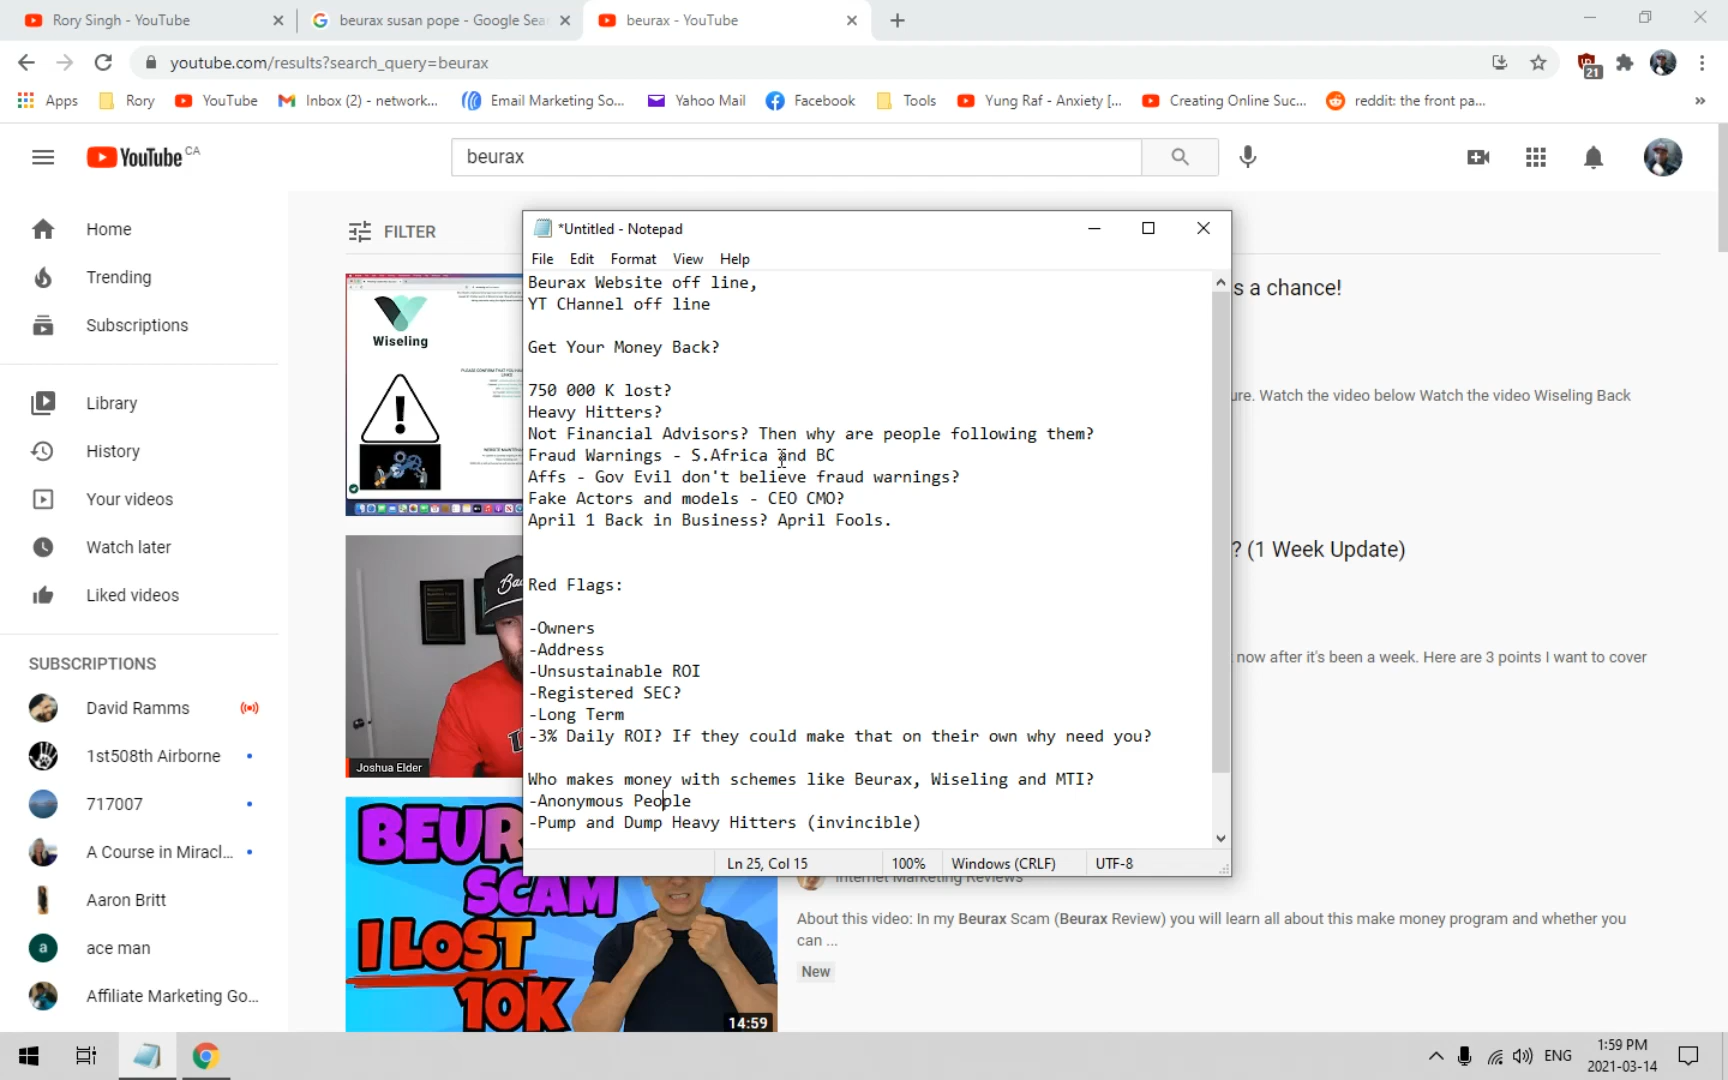 Rory Singh - YouTube
beurax susan pope - Google Sea
beurax - YouTube
youtube.com/results?search_query=beurax
21
Apps
Rory
YouTube
Inbox (2) - network...
Email Marketing So...
Yahoo Mail
Facebook
Tools
Yung Raf - Anxiety [...
Creating Online Suc...
reddit: the front pa...
»
YouTube CA
beurax
Home
Trending
Subscriptions
Library
History
Your videos
Watch later
Liked videos
SUBSCRIPTIONS
David Ramms
1st508th Airborne
717007
A Course in Miracl...
Aaron Britt
a
ace man
Affiliate Marketing Go...
FILTER
Wiseling
Joshua Elder
BEUR
SCAM
I LOST
10K
14:59
*Untitled - Notepad
File Edit Format View Help
Beurax Website off line,
YT CHannel off line
Get Your Money Back?
750 000 K lost?
Heavy Hitters?
Not Financial Advisors? Then why are people following them?
Fraud Warnings - S.Africa and BC
Affs - Gov Evil don't believe fraud warnings?
Fake Actors and models - CEO CMO?
April 1 Back in Business? April Fools.
Red Flags:
-Owners
-Address
-Unsustainable ROI
-Registered SEC?
-Long Term
-3% Daily ROI? If they could make that on their own why need you?
Who makes money with schemes like Beurax, Wiseling and MTI?
-Anonymous People
-Pump and Dump Heavy Hitters (invincible)
Ln 25, Col 15
100%
Windows (CRLF)
UTF-8
s a chance!
ure. Watch the video below Watch the video Wiseling Back
? (1 Week Update)
now after it's been a week. Here are 3 points I want to cover
Internet Marketing Reviews
About this video: In my Beurax Scam (Beurax Review) you will learn all about this make money program and whether you
can ...
New
ENG
1:59 PM
2021-03-14